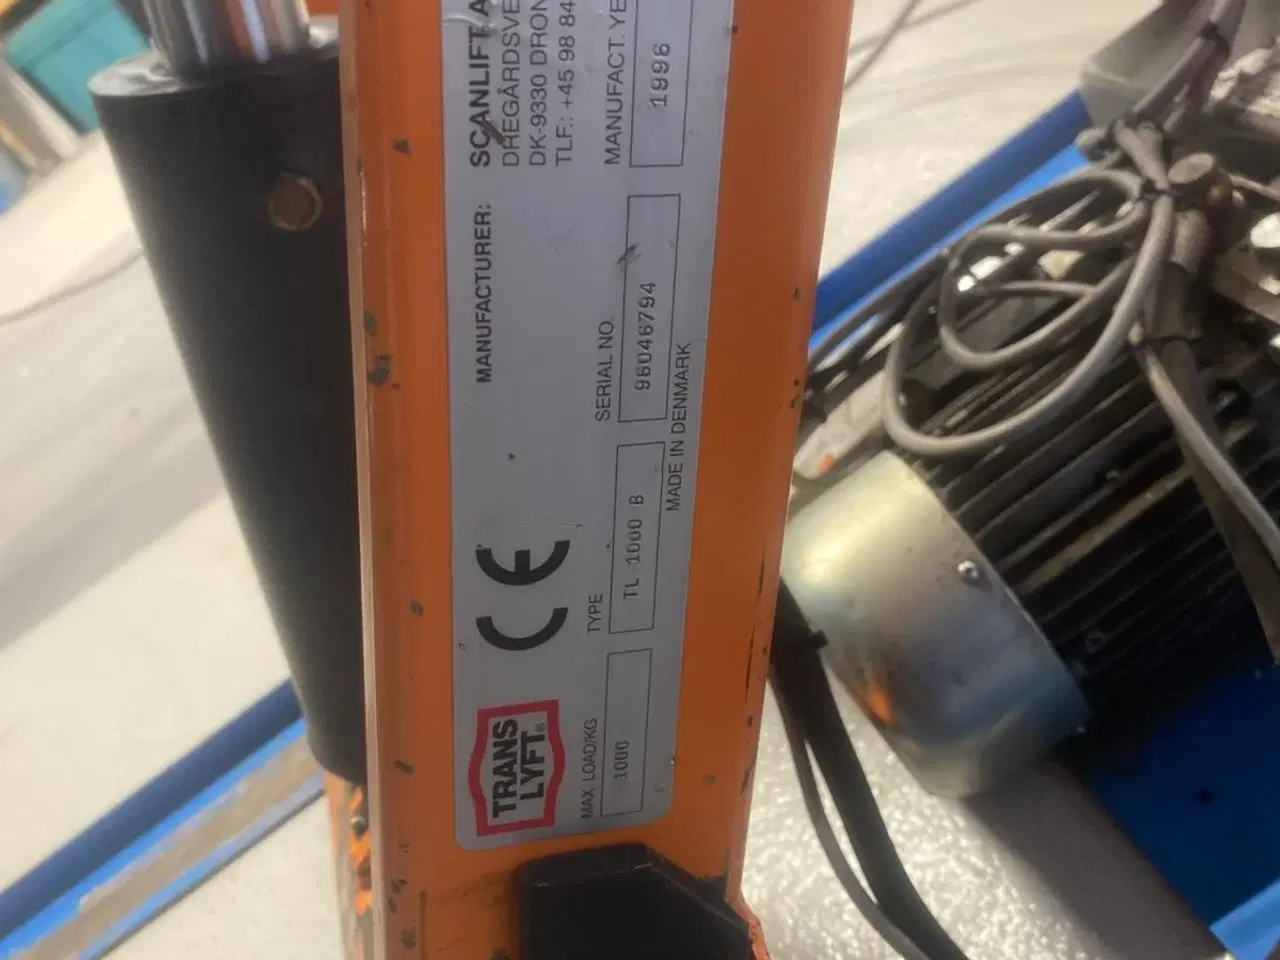 TRANS
LYFT®
CE
MANUFACTURER:
SCANLIFT A
DREGÅRDSVE
DK-9330 DRON
TLF.: +45 98 84
MAX LOAD/KG
1000
TYPE
TL 1000 B
SERIAL NO.
96046794
MANUFACT. YE
1996
MADE IN DENMARK